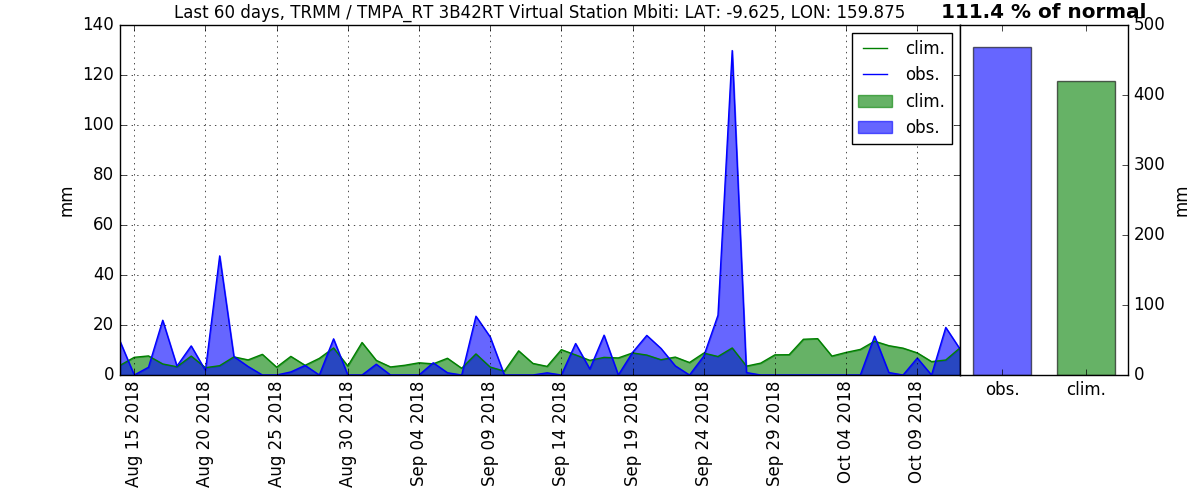 Last 60 days, TRMM / TMPA_RT 3B42RT Virtual Station Mbiti: LAT: -9.625, LON: 159.875
111.4 % of normal
140
120
100
80
60
40
20
0
mm
clim.
obs.
clim.
obs.
500
400
300
200
100
0
mm
obs.
clim.
Aug 15 2018
Aug 20 2018
Aug 25 2018
Aug 30 2018
Sep 04 2018
Sep 09 2018
Sep 14 2018
Sep 19 2018
Sep 24 2018
Sep 29 2018
Oct 04 2018
Oct 09 2018